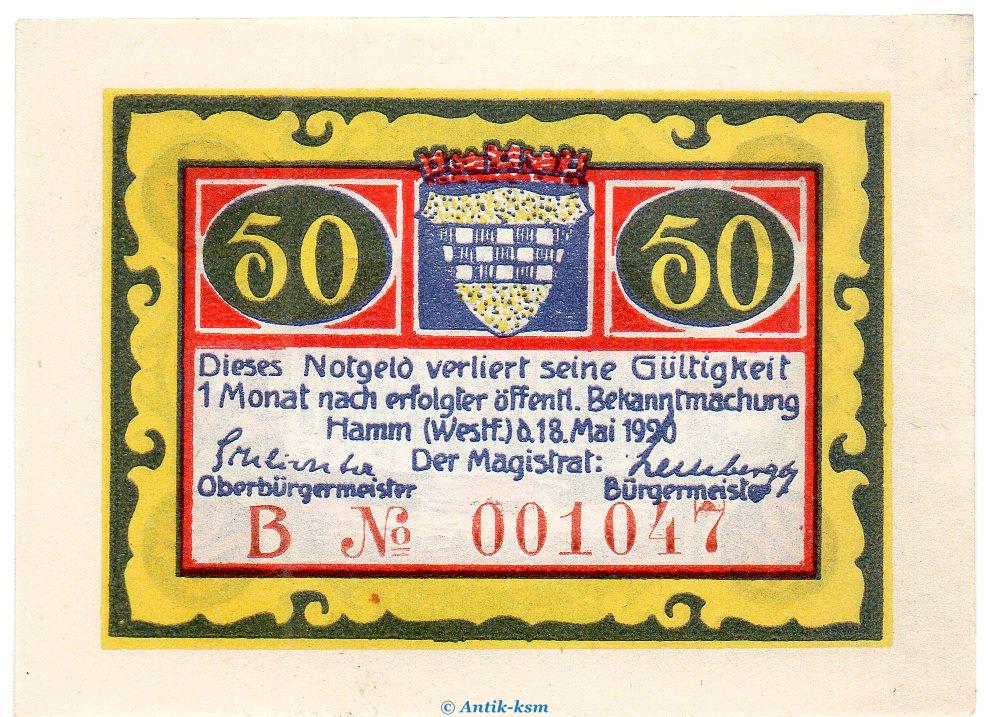 50 50
Dieses Notgeld verliert seine Gültigkeit
1 Monat nach erfolgter öffentl. Bekanntmachung
Hamm (Westf.) d. 18. Mai 1920
Der Magistrat:
Oberbürgermeister Bürgermeister
B No 001047
© Antik-ksm